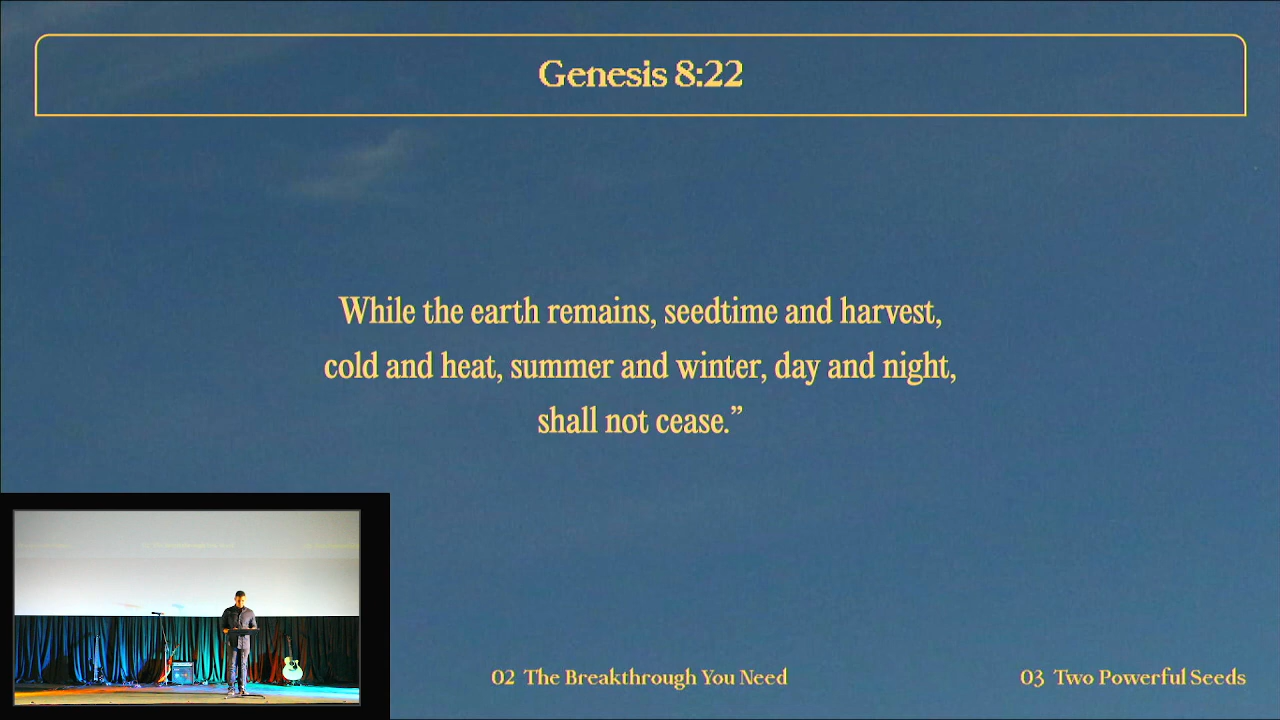 Genesis 8:22
While the earth remains, seedtime and harvest,
cold and heat, summer and winter, day and night,
shall not cease.”
02 The Breakthrough You Need
03 Two Powerful Seeds